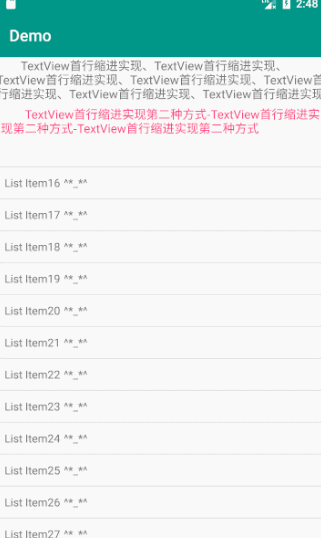 2:48
Demo
TextView首行缩进实现、TextView首行缩进实现、
TextView首行缩进实现、TextView首行缩进实现、TextView首
行缩进实现、TextView首行缩进实现、TextView首行缩进实现
TextView首行缩进实现第二种方式-TextView首行缩进实
现第二种方式-TextView首行缩进实现第二种方式
List Item16 ^*_*^
List Item17 ^*_*^
List Item18 ^*_*^
List Item19 ^*_*^
List Item20 ^*_*^
List Item21 ^*_*^
List Item22 ^*_*^
List Item23 ^*_*^
List Item24 ^*_*^
List Item25 ^*_*^
List Item26 ^*_*^
List Item27 ^*_*^